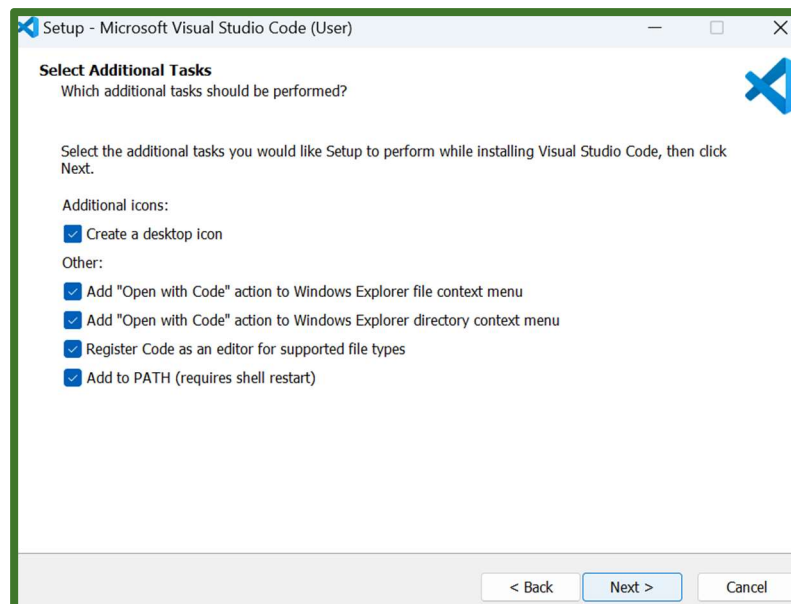 Setup - Microsoft Visual Studio Code (User)
Select Additional Tasks
Which additional tasks should be performed?
Select the additional tasks you would like Setup to perform while installing Visual Studio Code, then click
Next.
Additional icons:
Create a desktop icon
Other:
Add "Open with Code" action to Windows Explorer file context menu
Add "Open with Code" action to Windows Explorer directory context menu
Register Code as an editor for supported file types
Add to PATH (requires shell restart)
< Back Next > Cancel